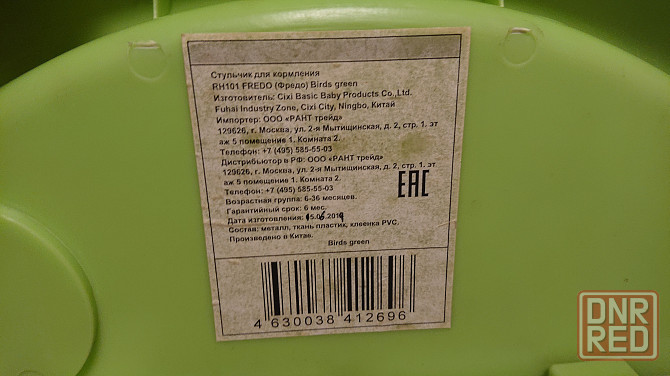 Стульчик для кормления
RH101 FREDO (Фредо) Birds green
Изготовитель: Cixi Basic Baby Products Co.,Ltd.
Fuhai Industry Zone, Cixi City, Ningbo, Китай
Импортер: ООО «РАНТ трейд»
129626, г. Москва, ул. 2-я Мытищинская, д. 2, стр. 1. эт
аж 5 помещение 1. Комната 2.
Телефон: +7 (495) 585-55-03
Дистрибьютор в РФ: ООО «РАНТ трейд»
129626, г. Москва, ул. 2-я Мытищинская, д. 2, стр. 1. эт
аж 5 помещение 1. Комната 2.
Телефон: +7 (495) 585-55-03
Возрастная группа: 6-36 месяцев.
Гарантийный срок: 6 мес.
Дата изготовления: 15.06.2019
Состав: металл, ткань пластик, клеенка PVC.
Произведено в Китае.
Birds green
EAC
4 630038 412696
DNR
RED